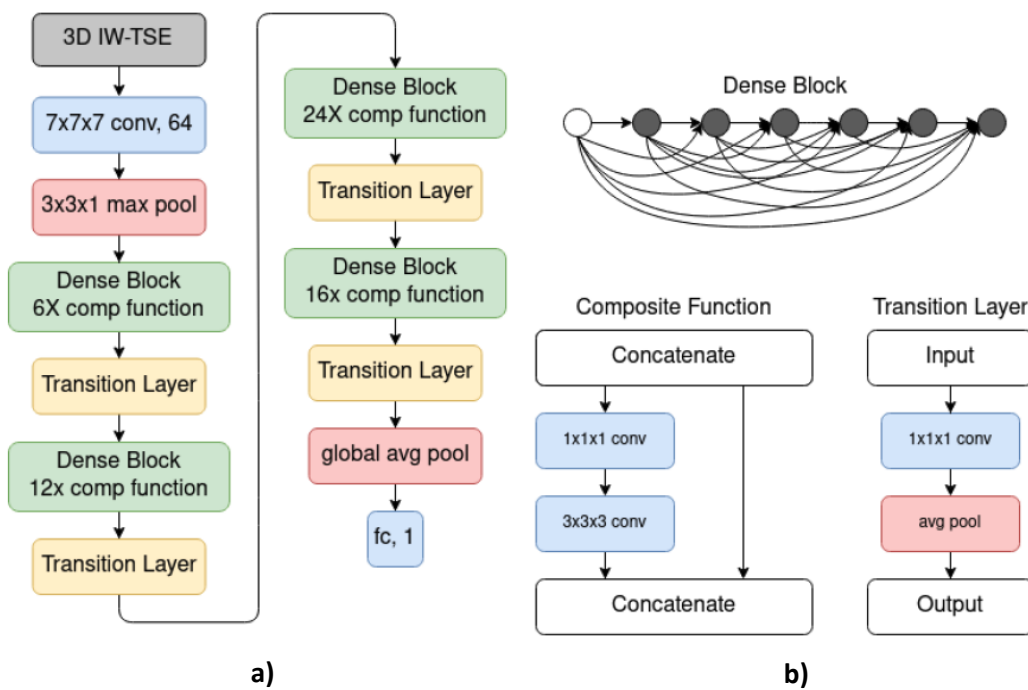 3D IW-TSE
7x7x7 conv, 64
3x3x1 max pool
Dense Block
6X comp function
Transition Layer
Dense Block
12x comp function
Transition Layer
Dense Block
24X comp function
Transition Layer
Dense Block
16x comp function
Transition Layer
global avg pool
fc, 1
a)
Dense Block
Composite Function
Concatenate
1x1x1 conv
3x3x3 conv
Concatenate
Transition Layer
Input
1x1x1 conv
avg pool
Output
b)